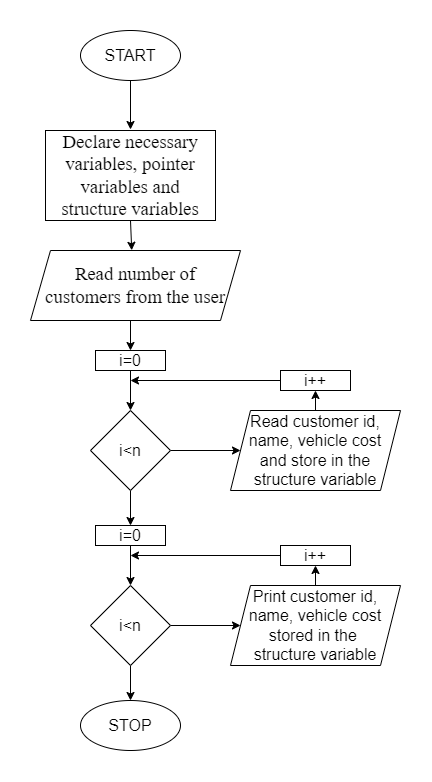 START
Declare necessary
variables, pointer
variables and
structure variables
Read number of
customers from the user
i=0
i++
i<n
Read customer id,
name, vehicle cost
and store in the
structure variable
i=0
i++
i<n
Print customer id,
name, vehicle cost
stored in the
structure variable
STOP